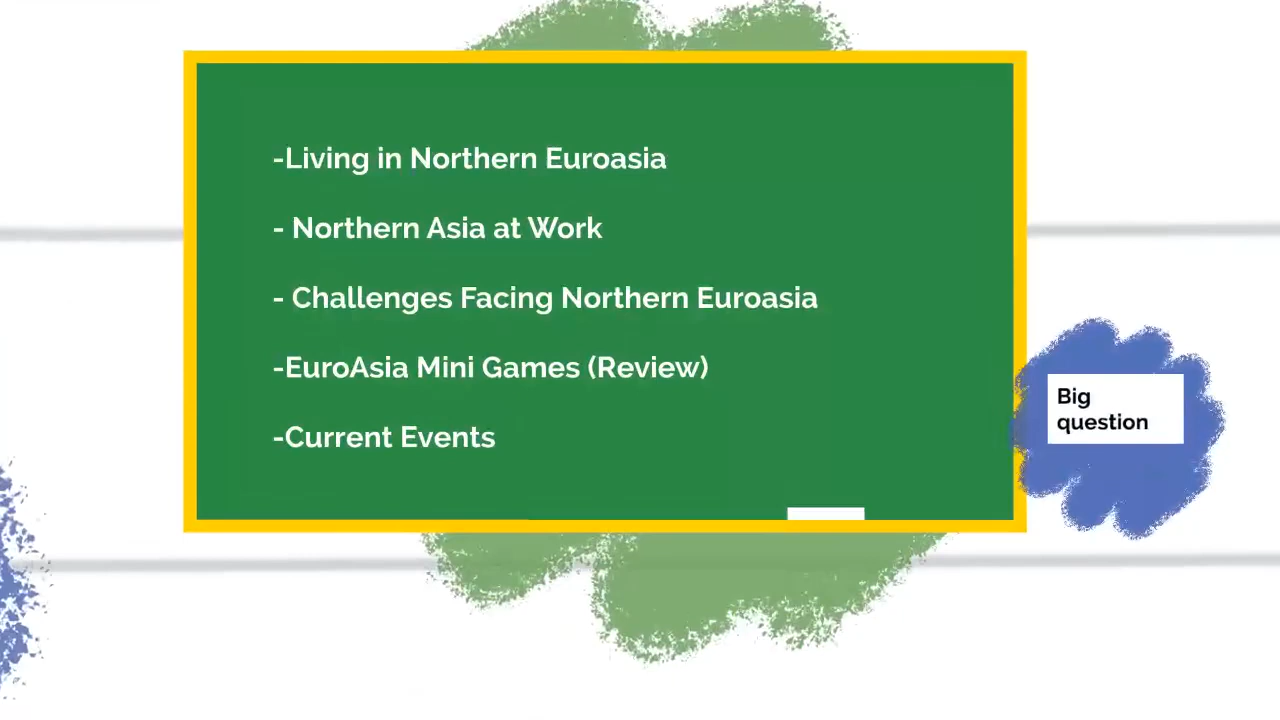 -Living in Northern Euroasia
- Northern Asia at Work
- Challenges Facing Northern Euroasia
-EuroAsia Mini Games (Review)
-Current Events
Big
question